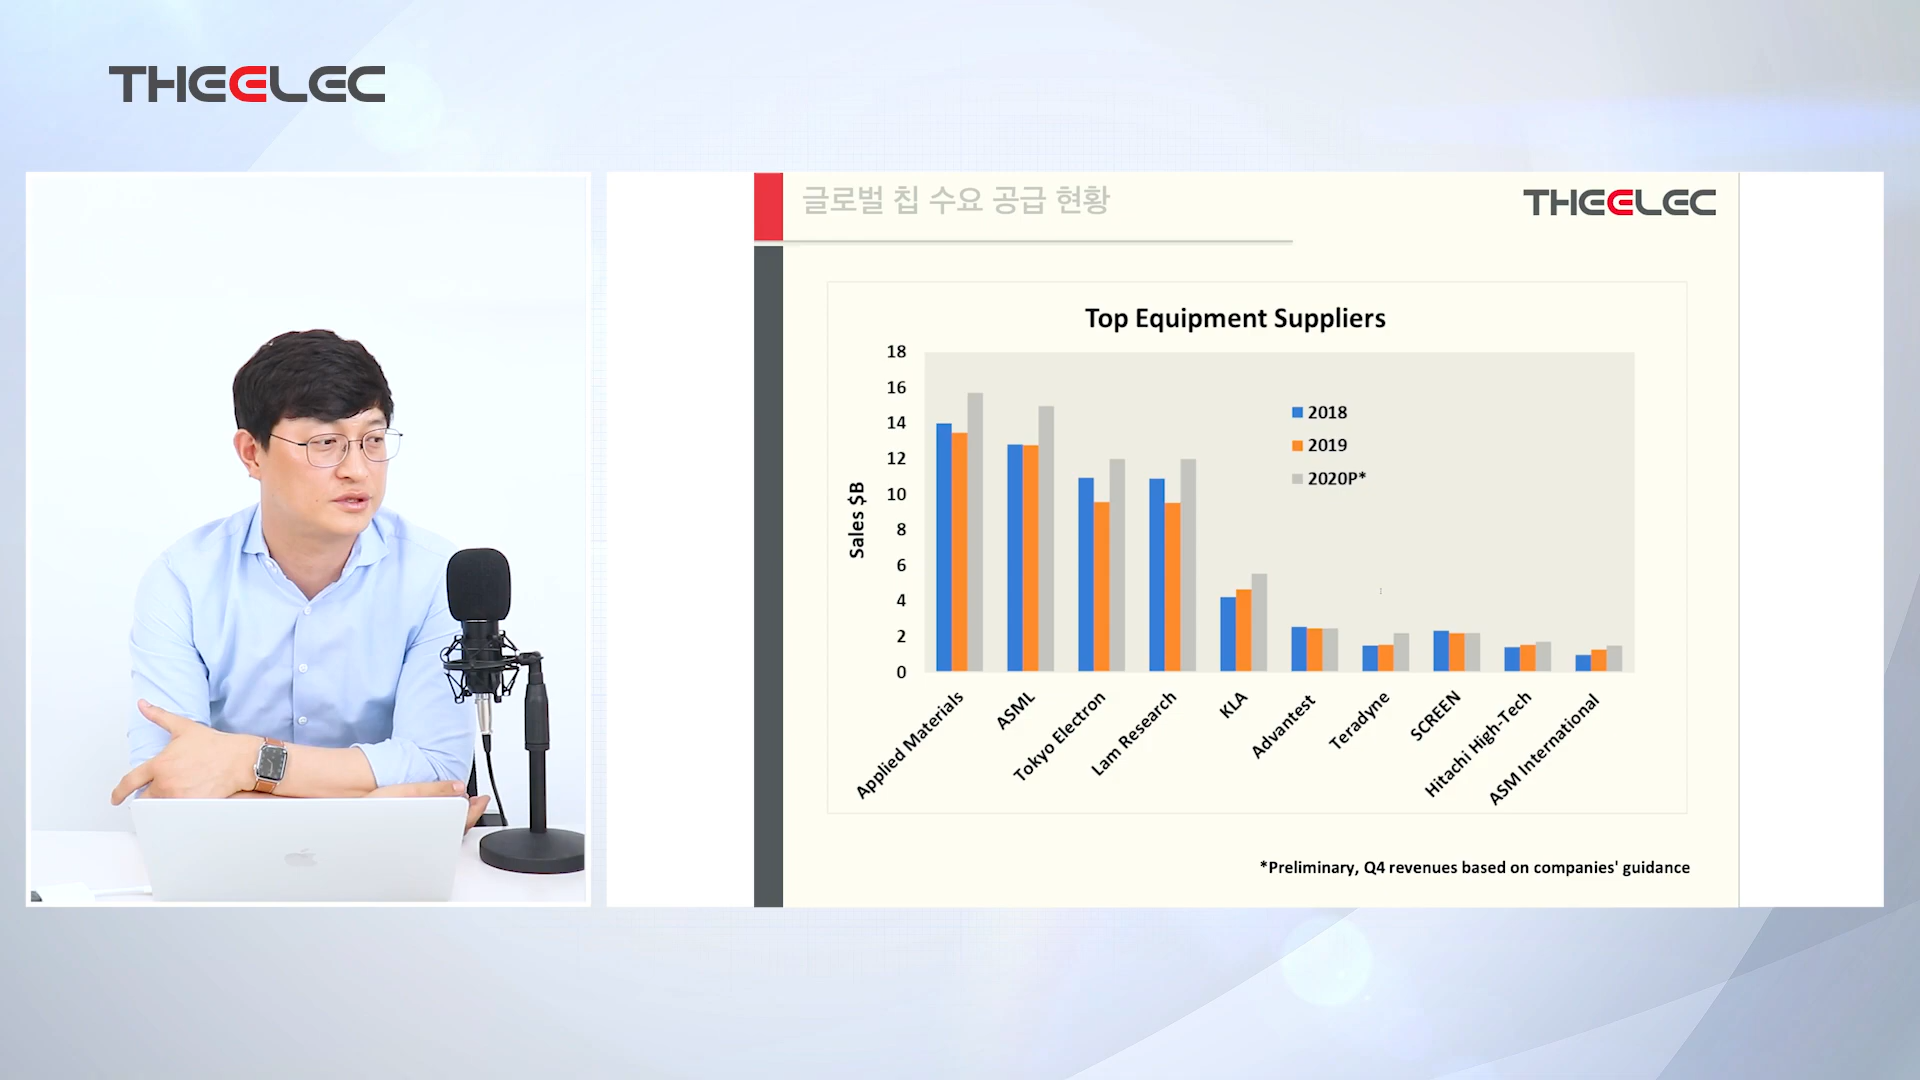 THEELEC
글로벌 칩 수요 공급 현황
THEELEC
Top Equipment Suppliers
Sales $B
18
16
14
12
10
8
6
4
2
0
2018
2019
2020P*
Applied Materials
ASML
Tokyo Electron
Lam Research
KLA
Advantest
Teradyne
SCREEN
Hitachi High-Tech
ASM International
*Preliminary, Q4 revenues based on companies' guidance